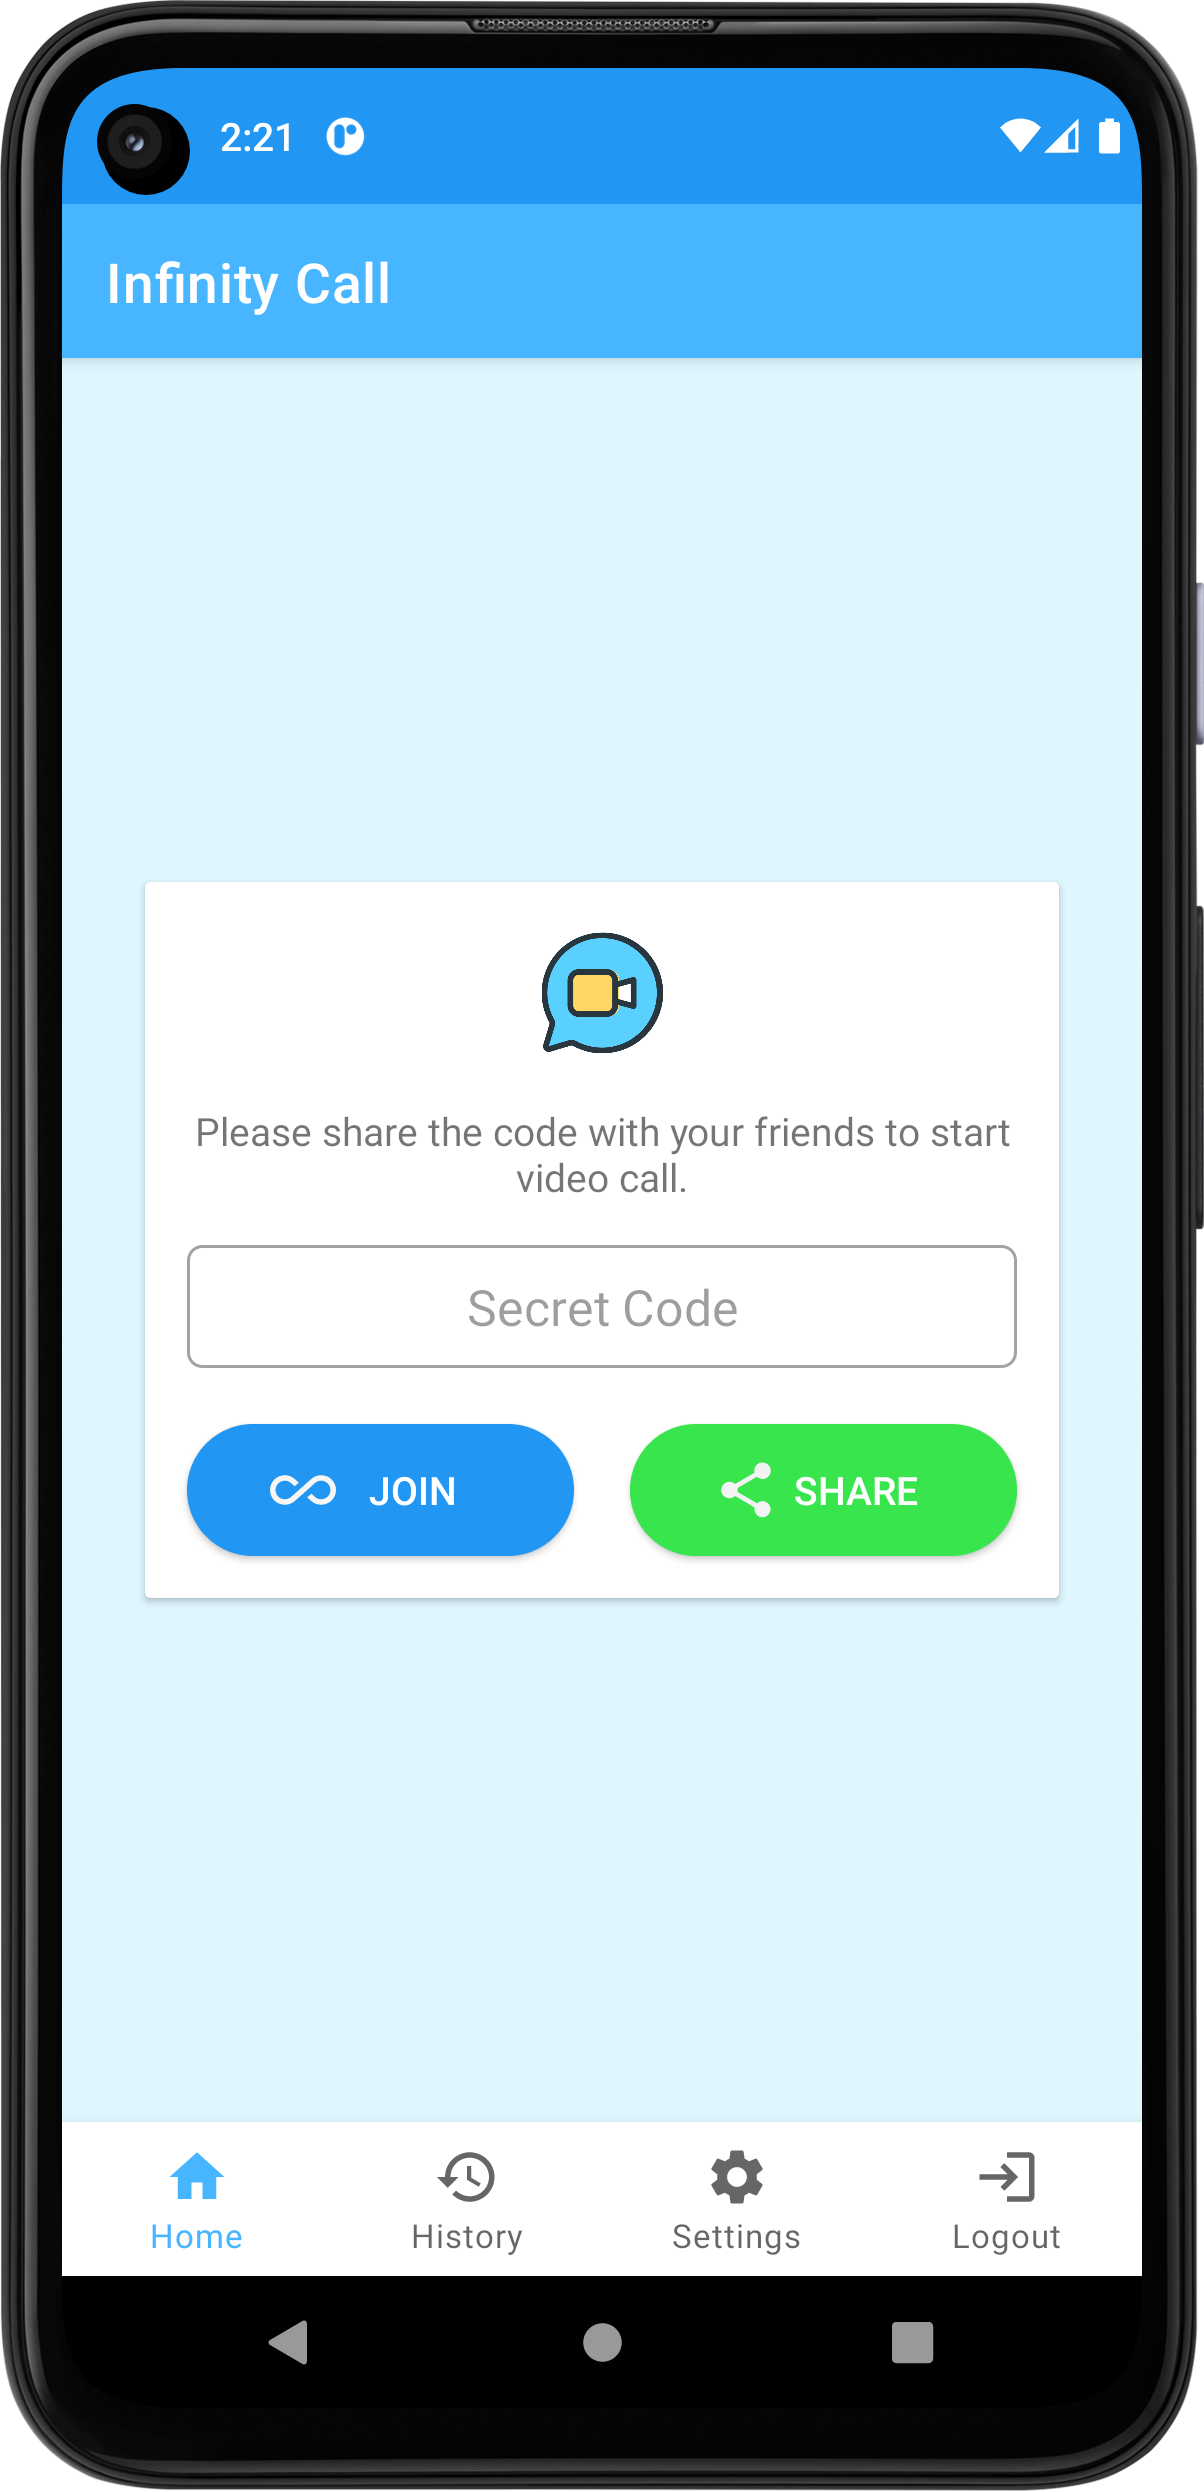 2:21
Infinity Call
Please share the code with your friends to start
video call.
Secret Code
JOIN
SHARE
Home
History
Settings
Logout